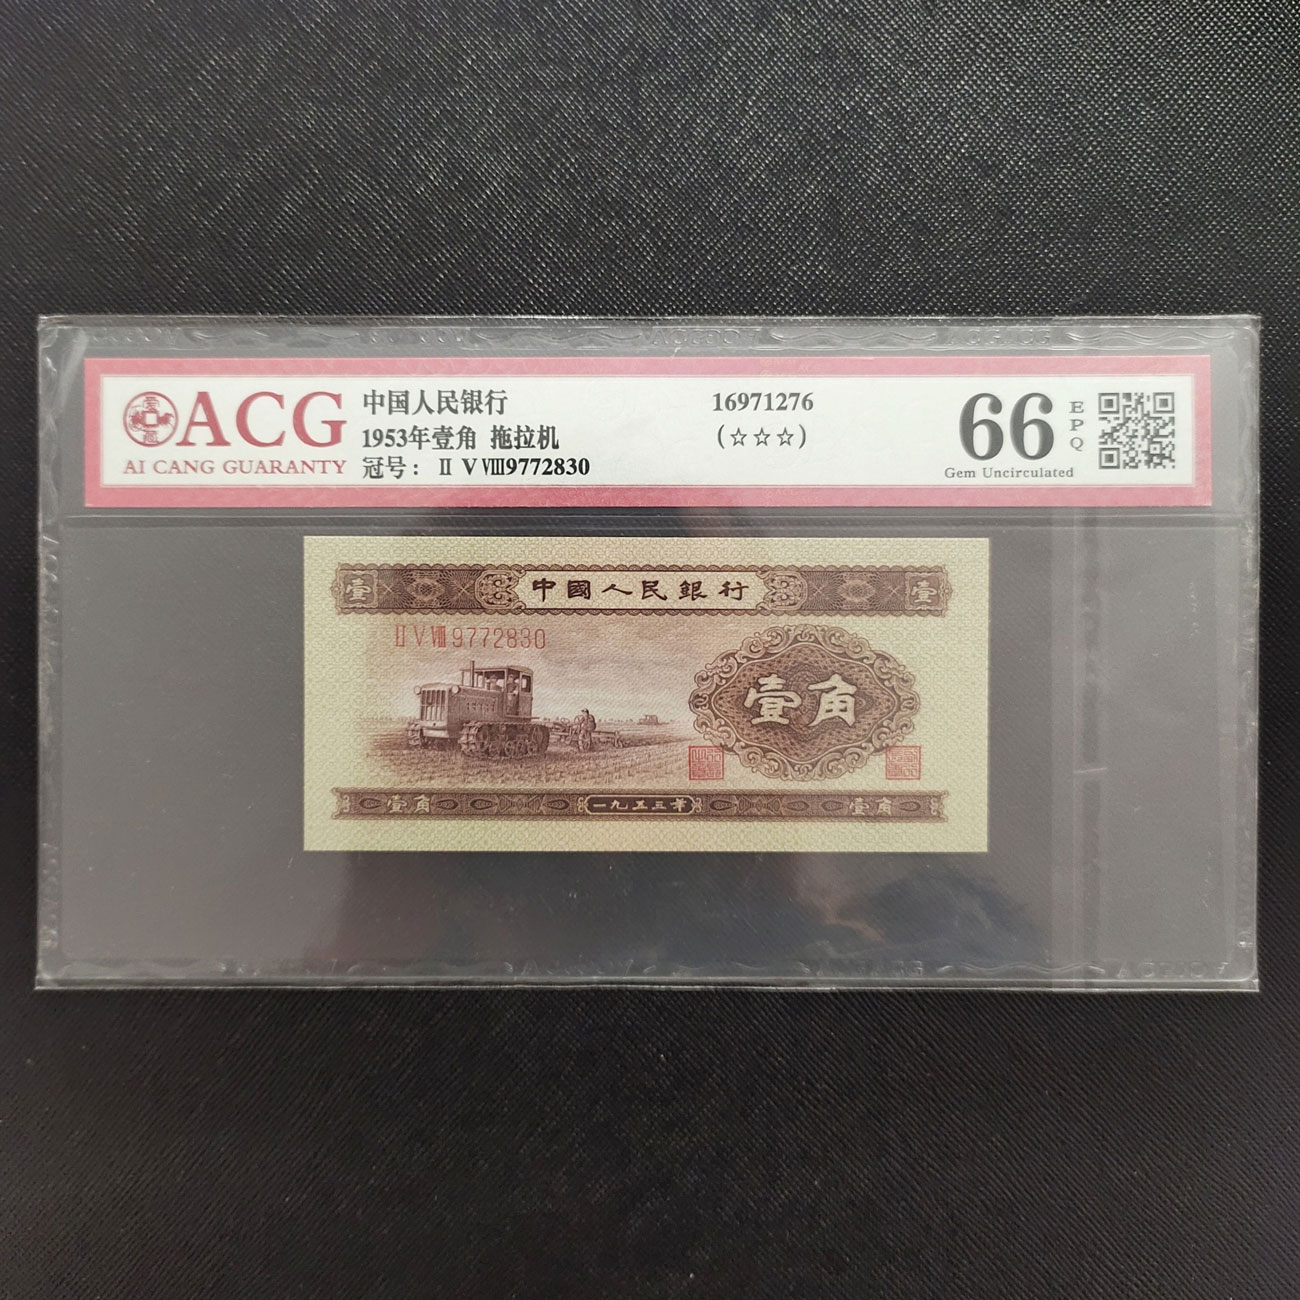 ACG
AI CANG GUARANTY
中国人民银行
1953年壹角 拖拉机
冠号：ⅡⅤⅧ9772830
16971276
(☆☆☆)
66
EPQ
Gem Uncirculated
壹 中國人民銀行 壹
ⅡⅤⅧ9772830
壹角
壹角 一九五三年 壹角